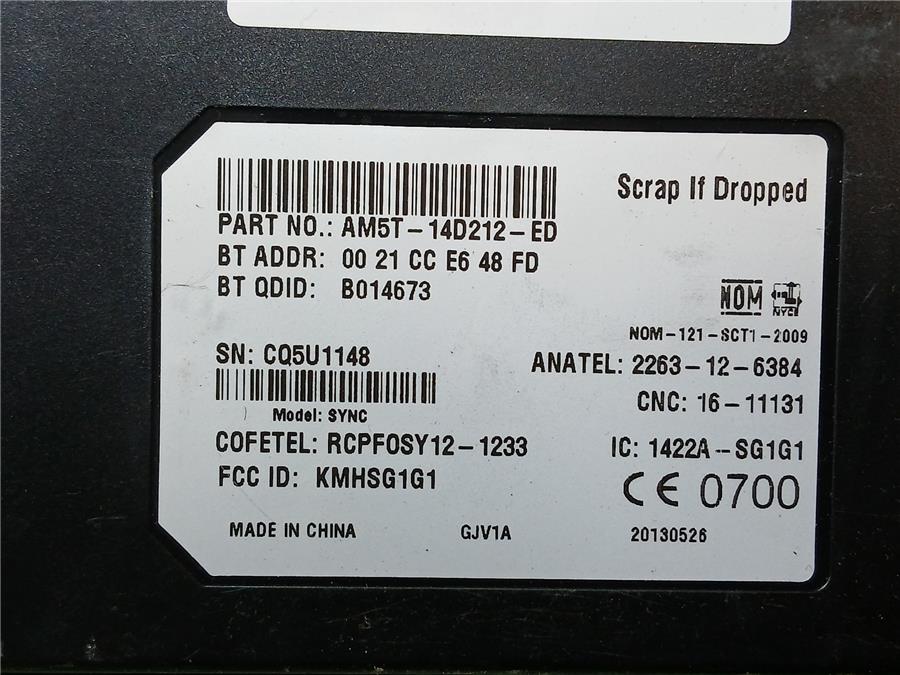 Scrap If Dropped
PART NO.: AM5T-14D212-ED
BT ADDR: 00 21 CC E6 48 FD
BT QDID: B014673
NOM NYCE
NOM-121-SCT1-2009
SN: CQ5U1148
ANATEL: 2263-12-6384
Model: SYNC
CNC: 16-11131
COFETEL: RCPFOSY12-1233
IC: 1422A--SG1G1
FCC ID: KMHSG1G1
CE 0700
MADE IN CHINA GJV1A 20130526